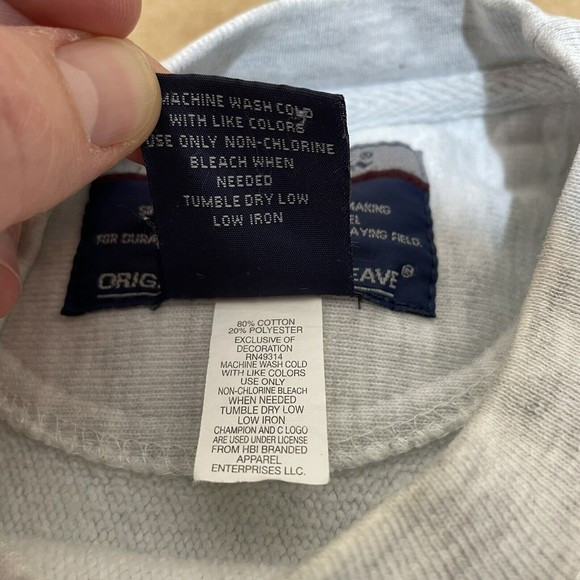 MACHINE WASH COLD
WITH LIKE COLORS
USE ONLY NON-CHLORINE
BLEACH WHEN
NEEDED
TUMBLE DRY LOW
LOW IRON
MAKING
FOR
AYING FIELD.
ORIG
EAVE®
80% COTTON
20% POLYESTER
EXCLUSIVE OF
DECORATION
RN49314
MACHINE WASH COLD
WITH LIKE COLORS
USE ONLY
NON-CHLORINE BLEACH
WHEN NEEDED
TUMBLE DRY LOW
LOW IRON
CHAMPION AND C LOGO
ARE USED UNDER LICENSE
FROM HBI BRANDED
APPAREL
ENTERPRISES LLC.